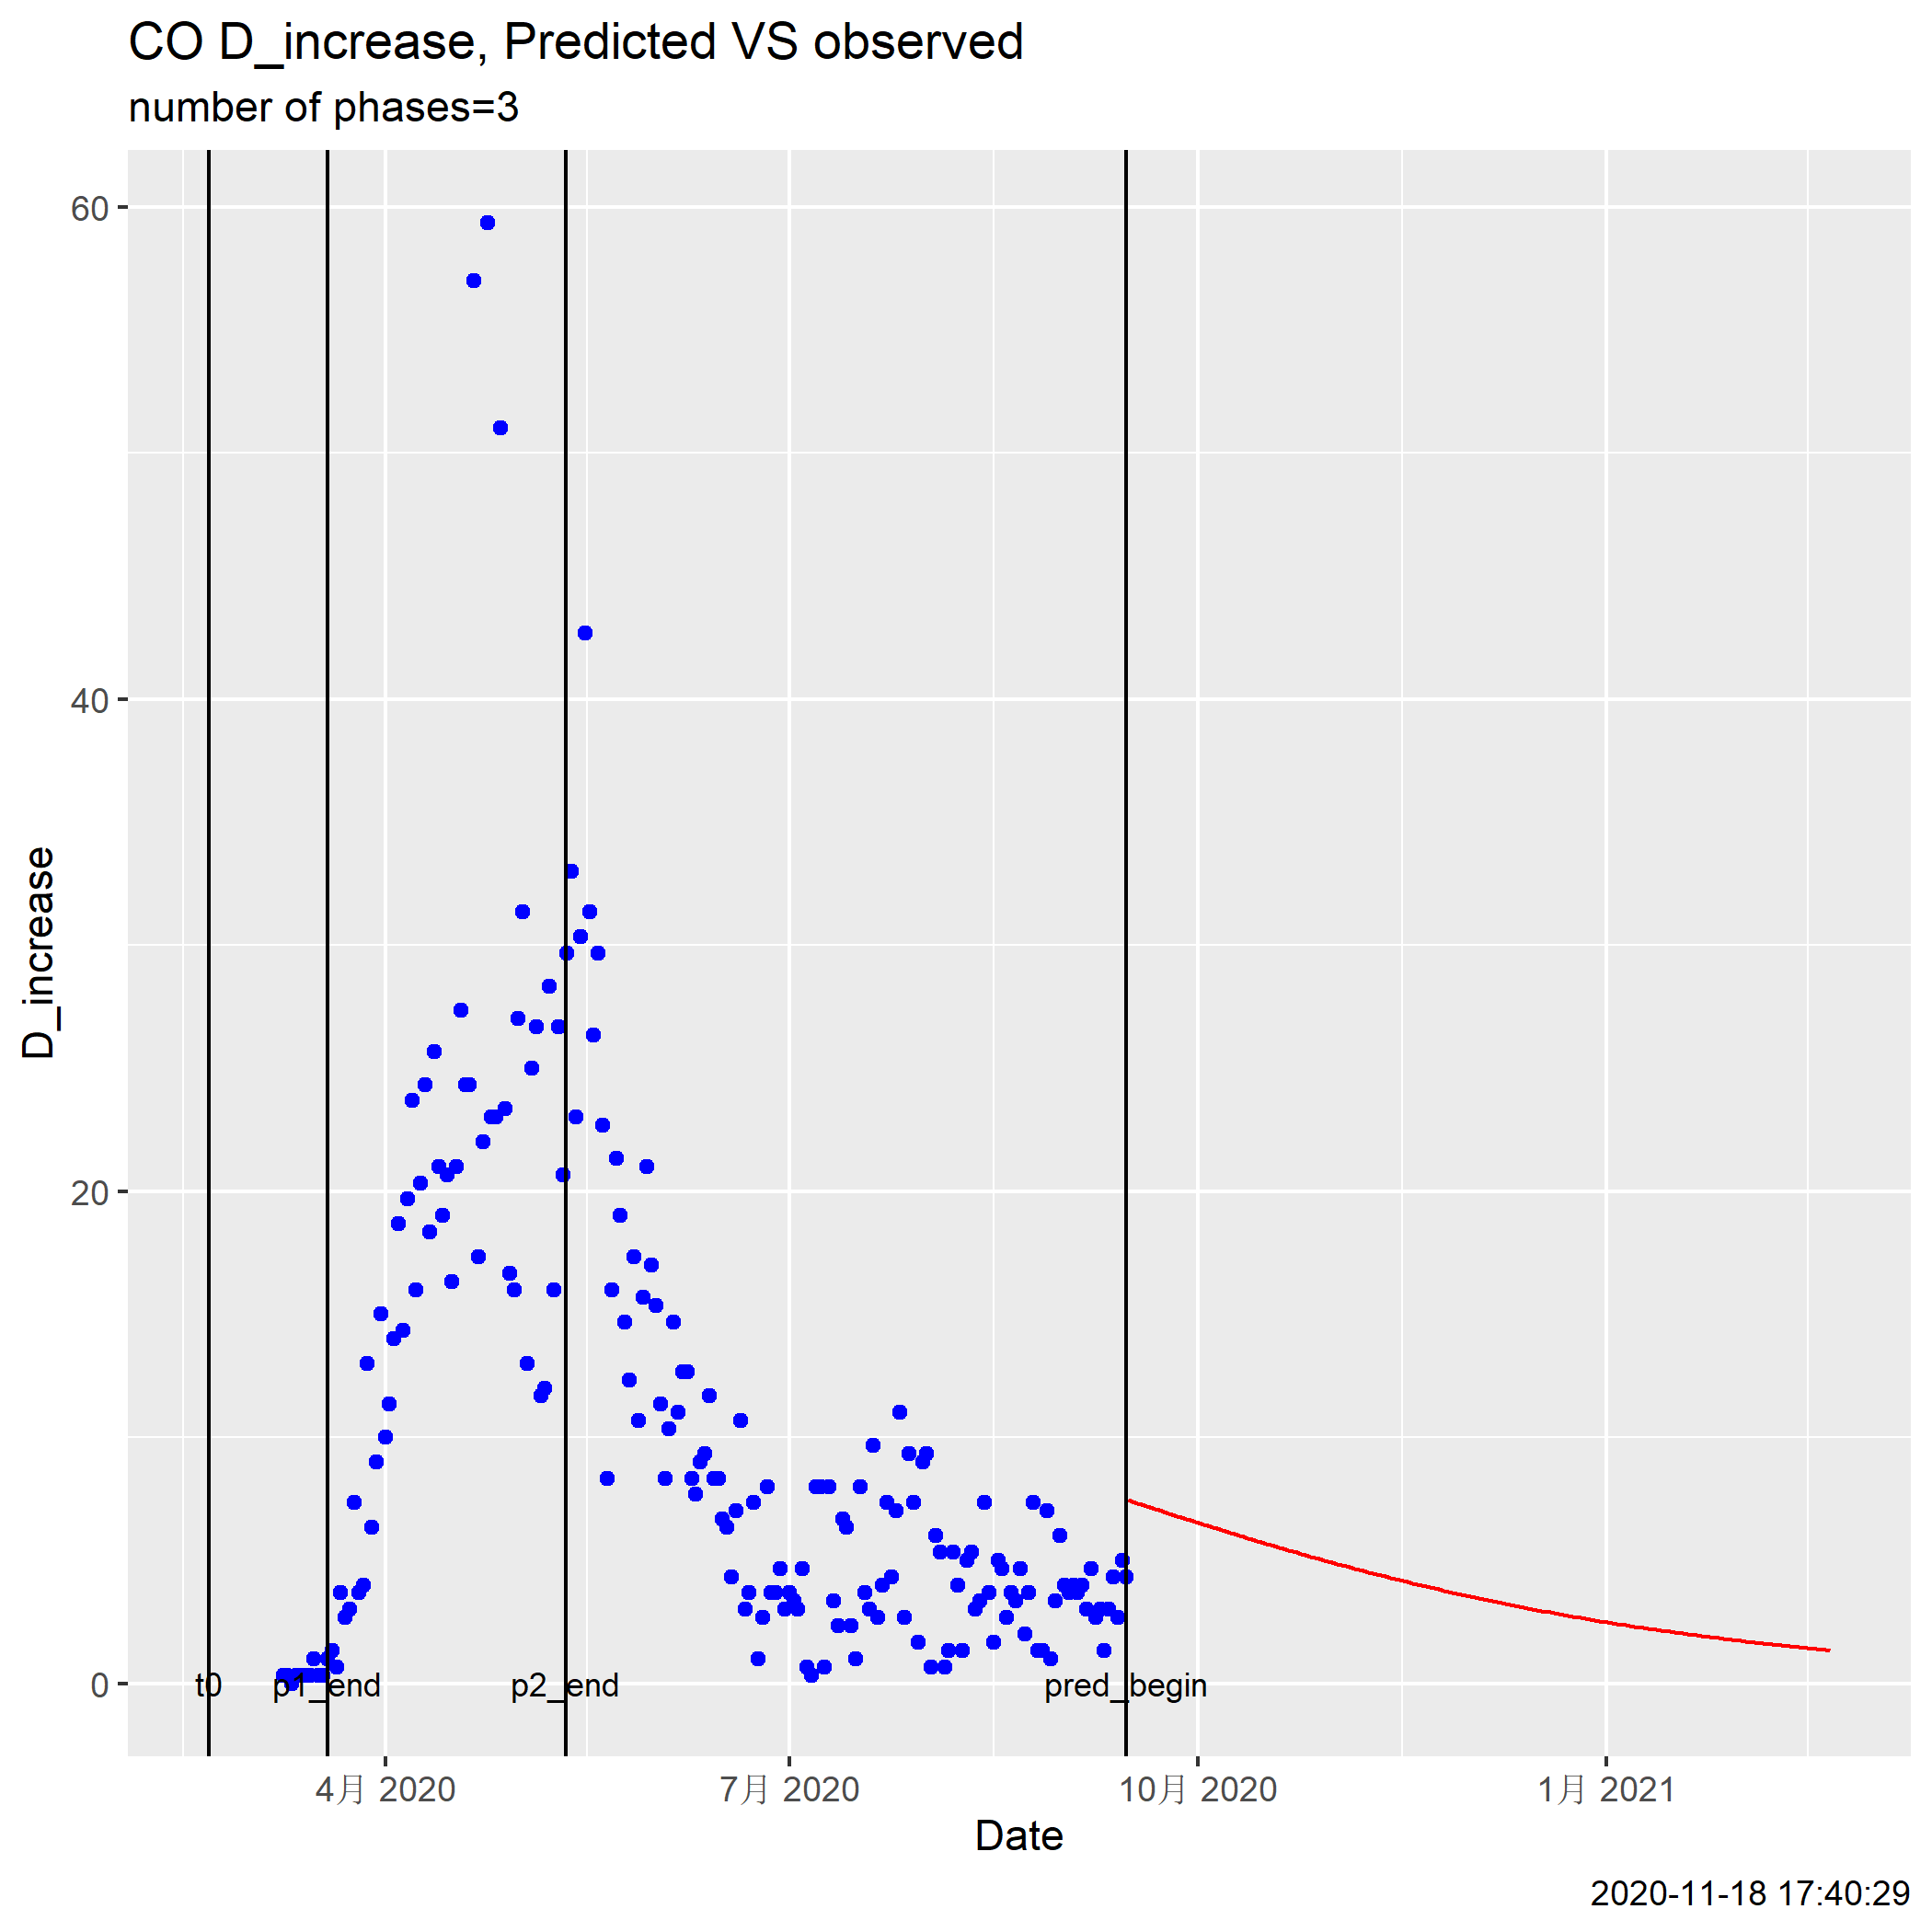 CO D_increase, Predicted VS observed
number of phases=3
60
40
20
0
D_increase
t0
p1_end
p2_end
pred_begin
4月 2020
7月 2020
10月 2020
1月 2021
Date
2020-11-18 17:40:29